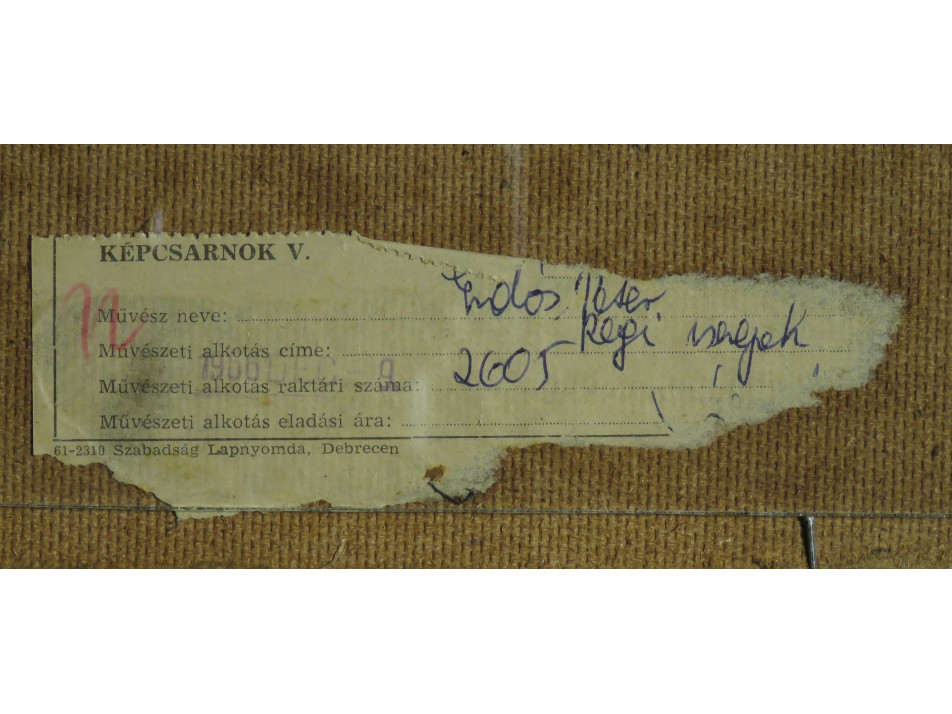 KÉPCSARNOK V.
Művész neve: Erdős Péter
Művészeti alkotás címe: Régi cserepek
Művészeti alkotás raktári száma: 2605
Művészeti alkotás eladási ára:
61-2310 Szabadság Lapnyomda, Debrecen